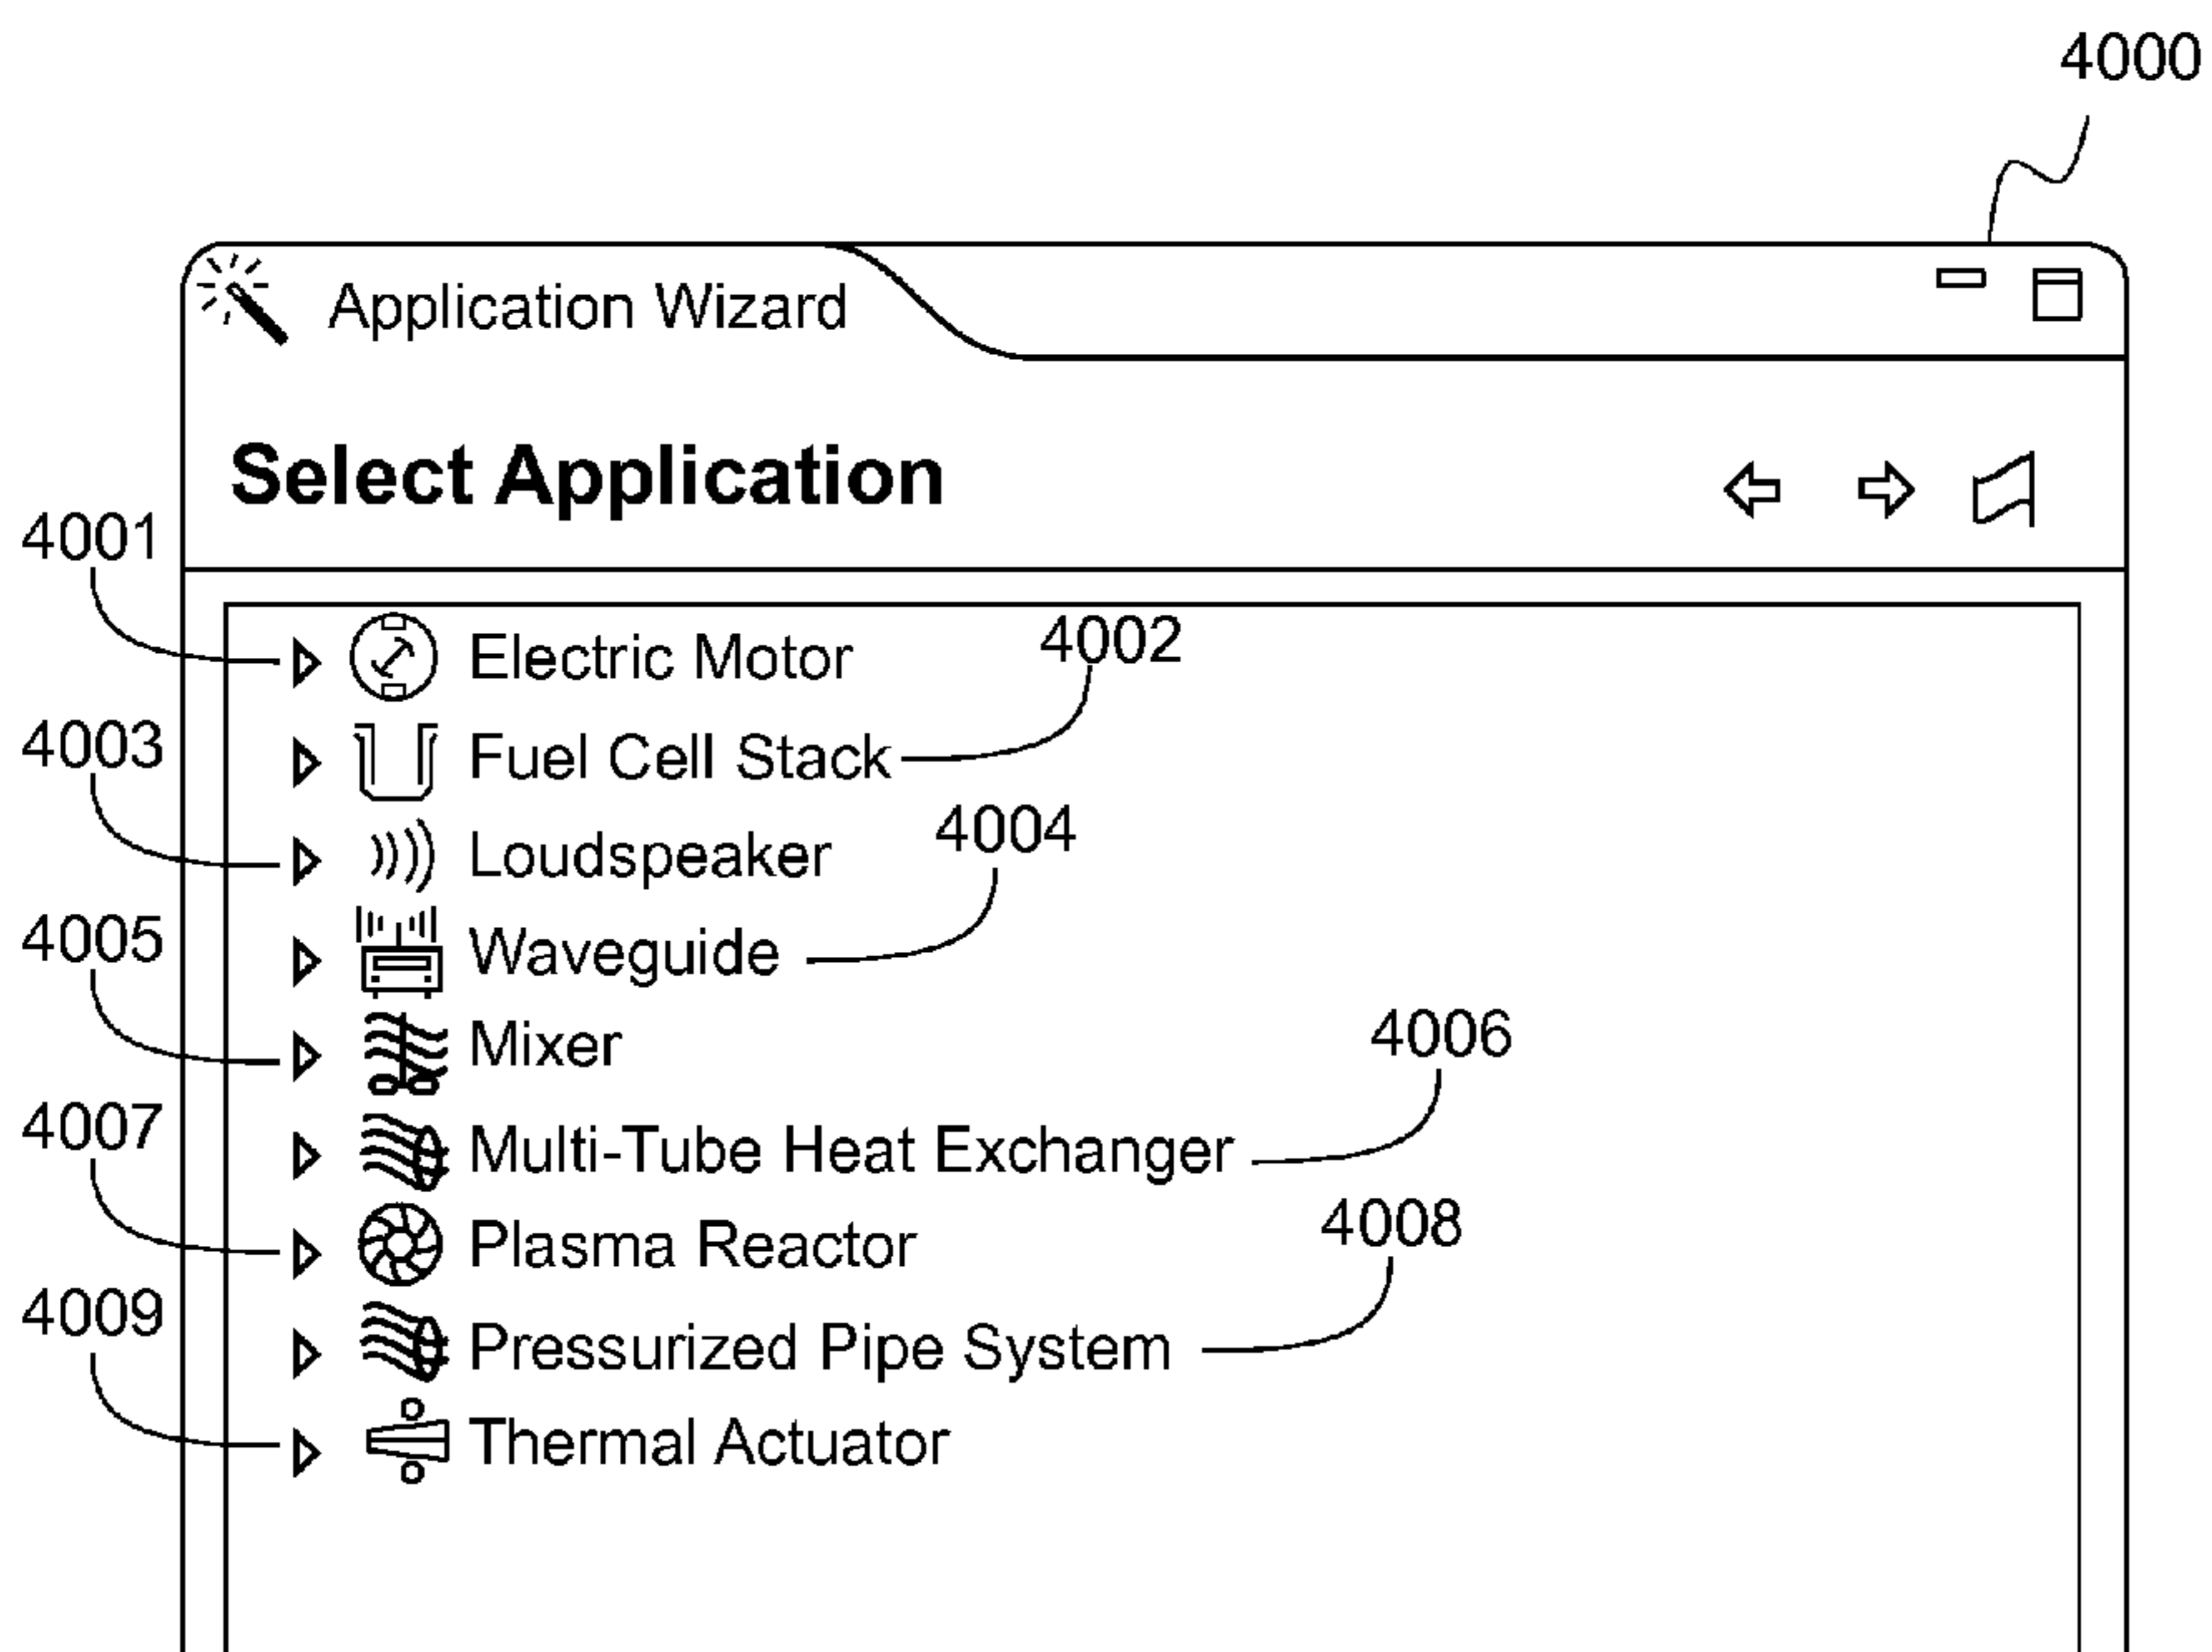 4000
Application Wizard
Select Application
4001
Electric Motor
4002
4003
Fuel Cell Stack
Loudspeaker
4004
4005
Waveguide
Mixer
4006
4007
Multi-Tube Heat Exchanger
Plasma Reactor
4008
4009
Pressurized Pipe System
Thermal Actuator